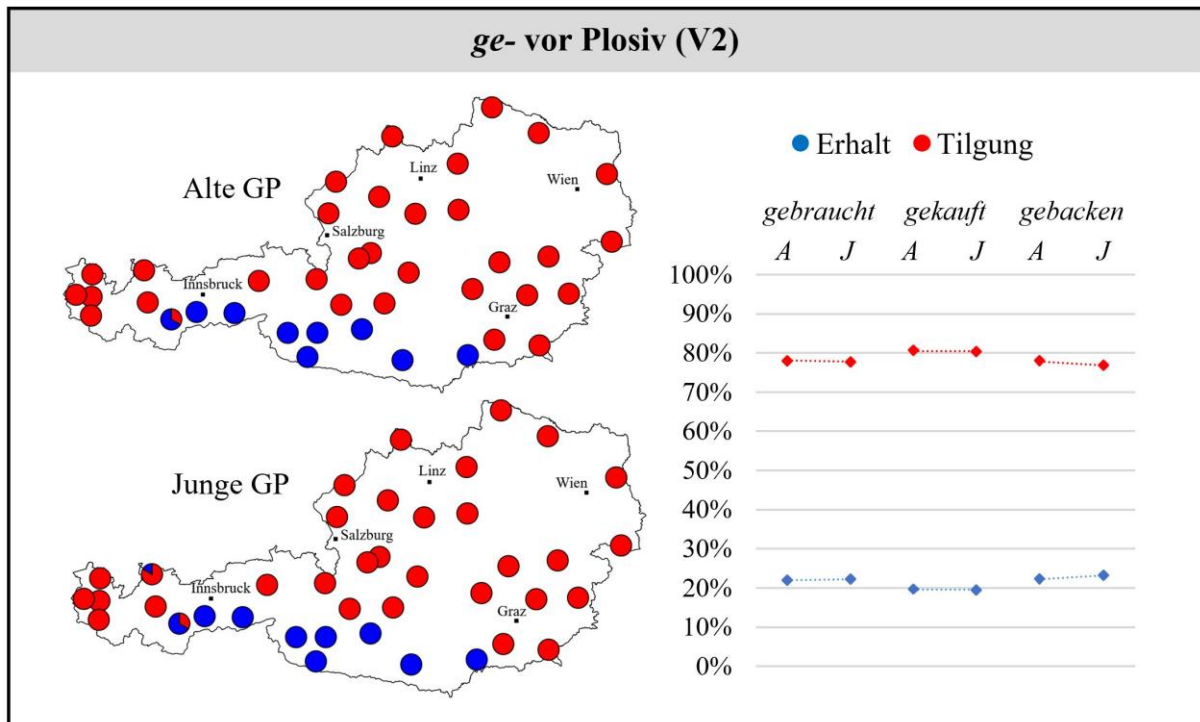 ge- vor Plosiv (V2)
Alte GP
Linz
Wien
Salzburg
Innsbruck
Graz
Junge GP
Linz
Wien
Salzburg
Innsbruck
Graz
Erhalt Tilgung
gebraucht gekauft gebacken
A J A J A J
100%
90%
80%
70%
60%
50%
40%
30%
20%
10%
0%